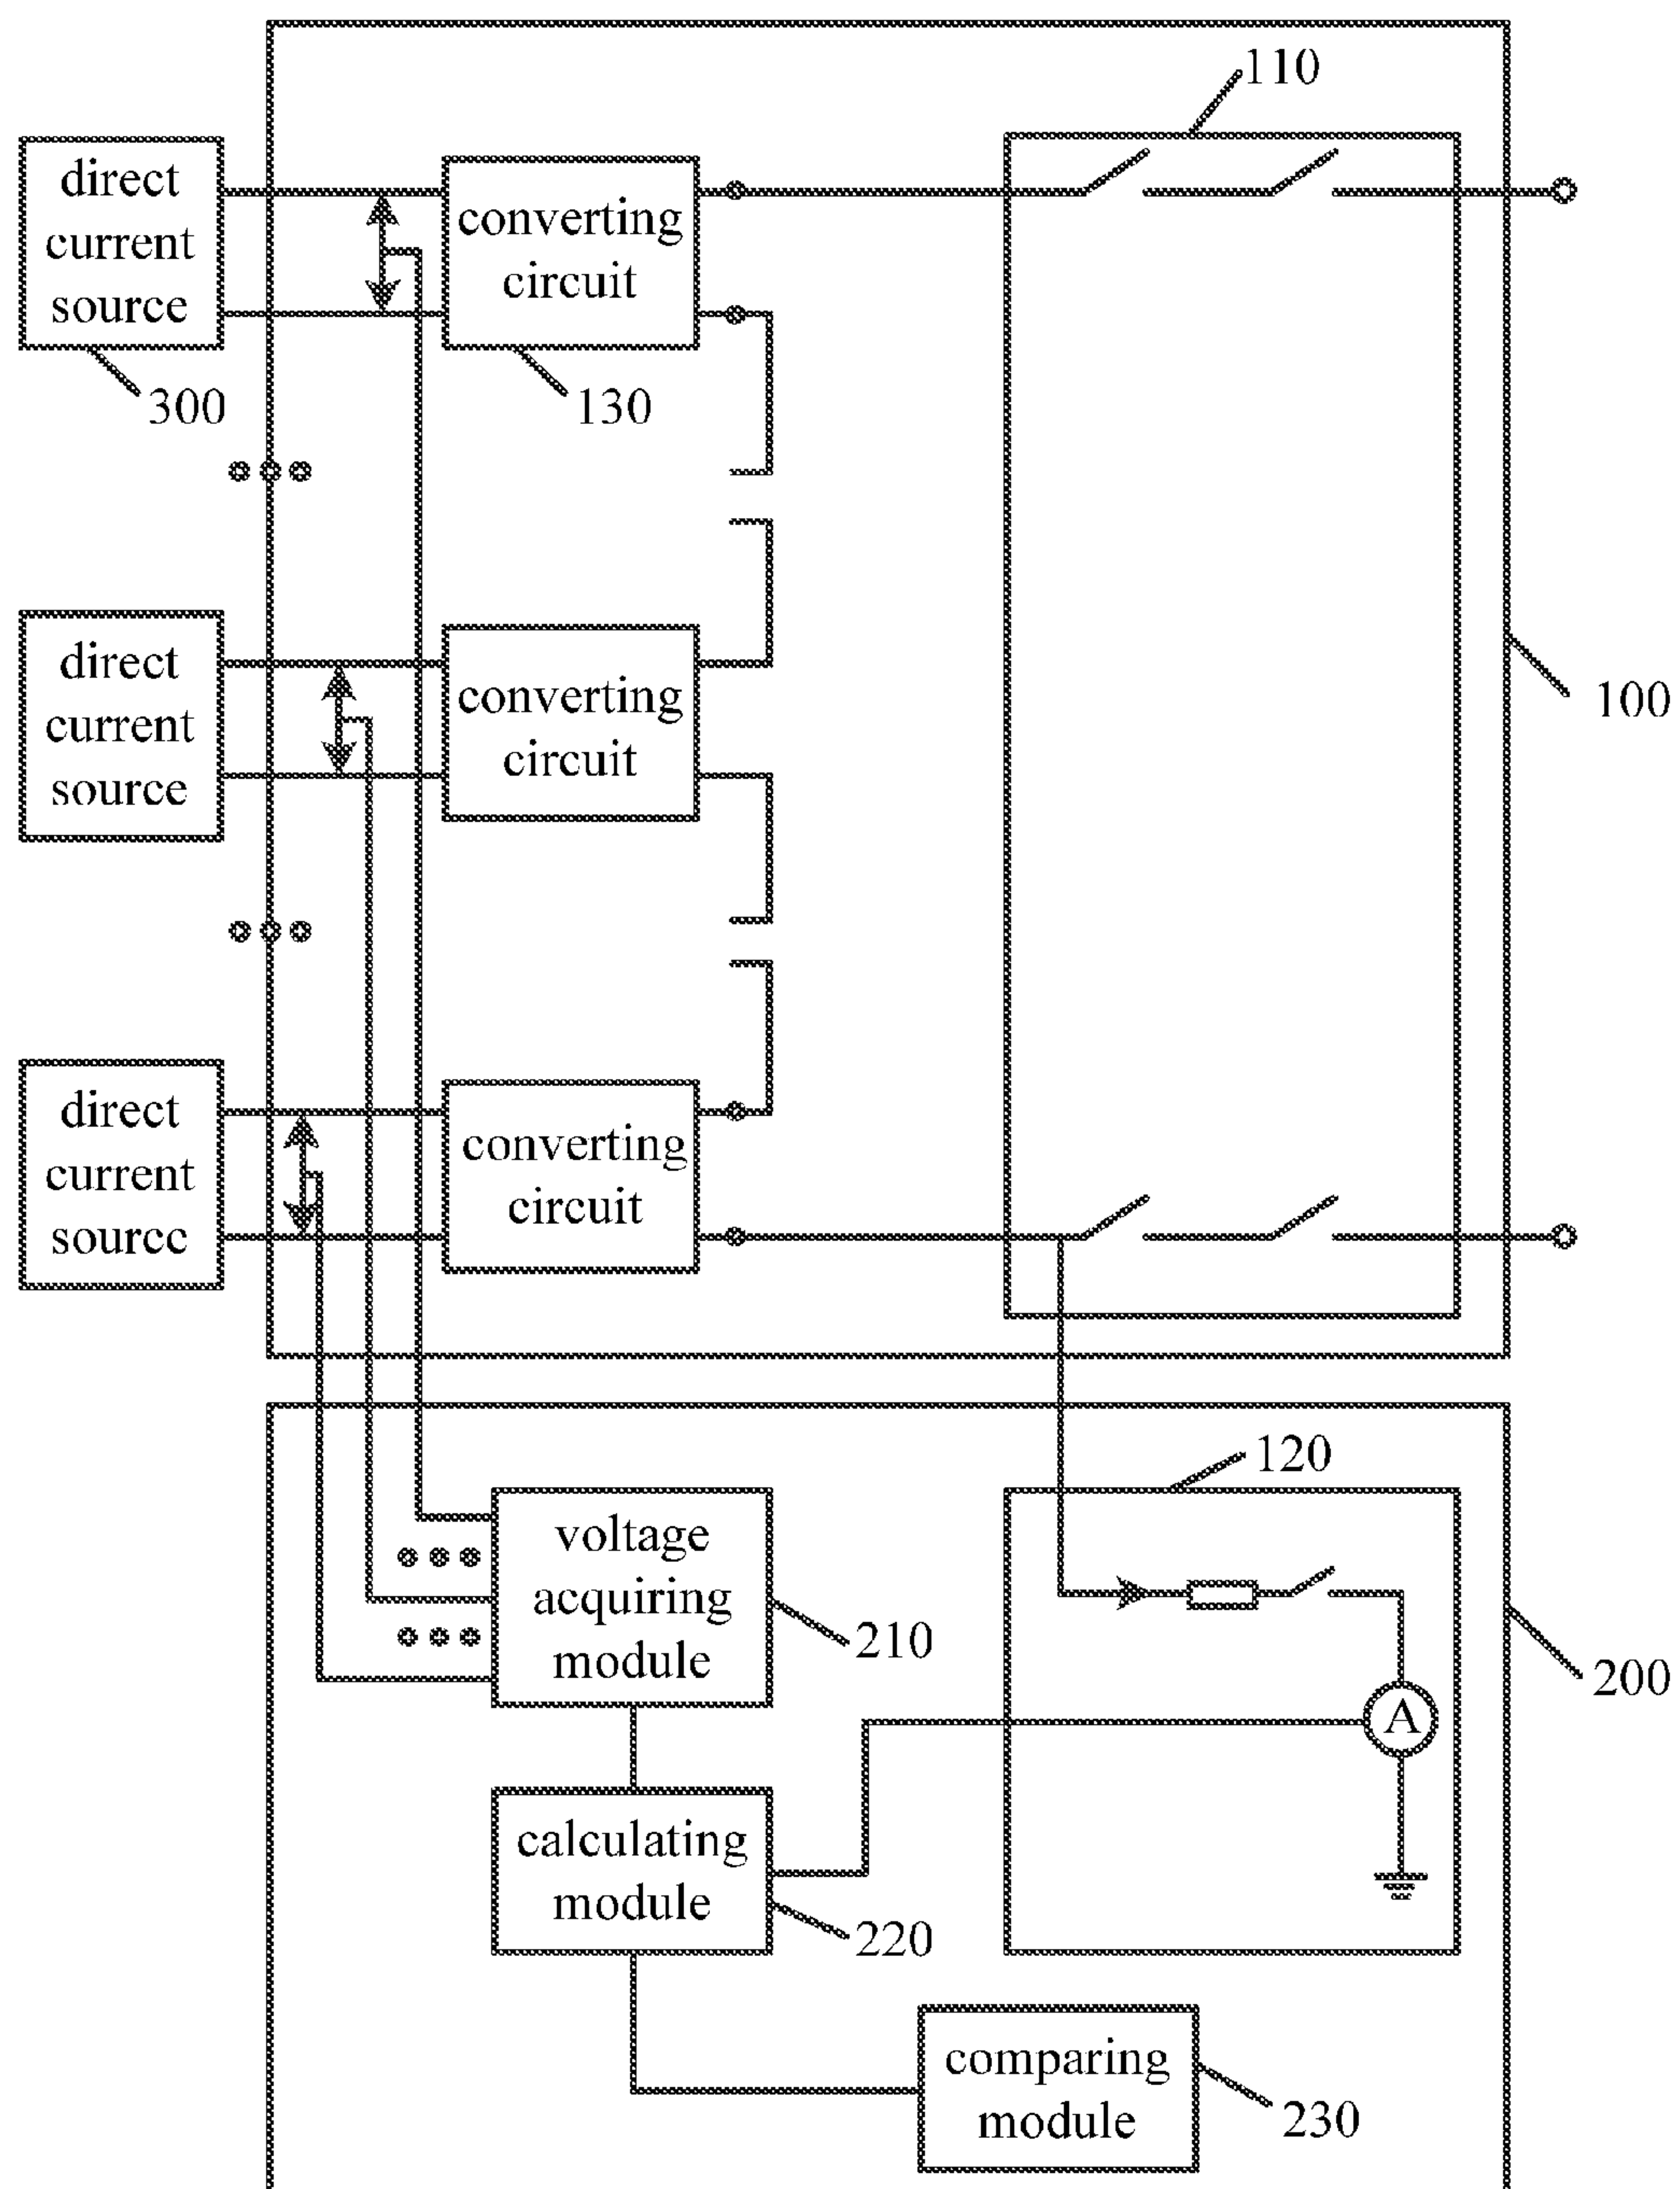 110
direct
current
source
converting
circuit
300
130
direct
current
source
converting
circuit
100
direct
current
source
converting
circuit
120
voltage
acquiring
module
210
200
A
calculating
module
220
comparing
module
230